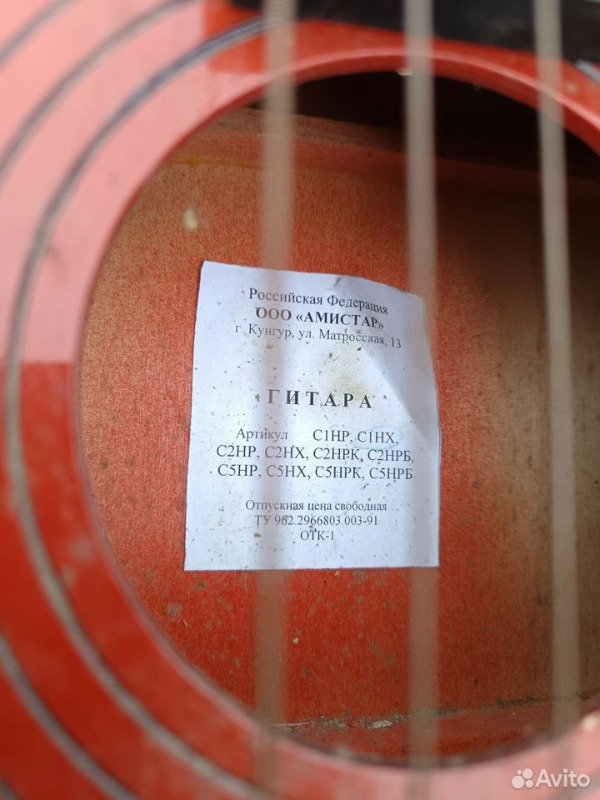 Российская Федерация
ООО «АМИСТАР»
г. Кунгур, ул. Матросская, 13
ГИТАРА
Артикул С1НР, С1НХ,
С2НР, С2НХ, С2НРК, С2НРБ,
С5НР, С5НХ, С5НРК, С5НРБ
Отпускная цена свободная
ТУ 962.2966803.003-91
ОТК-1
Avito